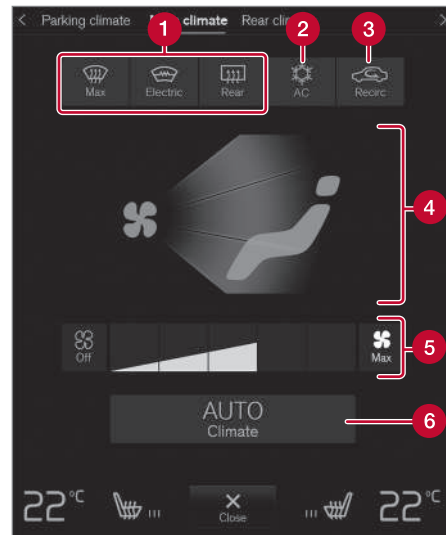 Parking climate climate Rear cli
1 2 3
Max Electric Rear AC Recirc
4
Off Max 5
AUTO 6
Climate
22°C Close 22°C